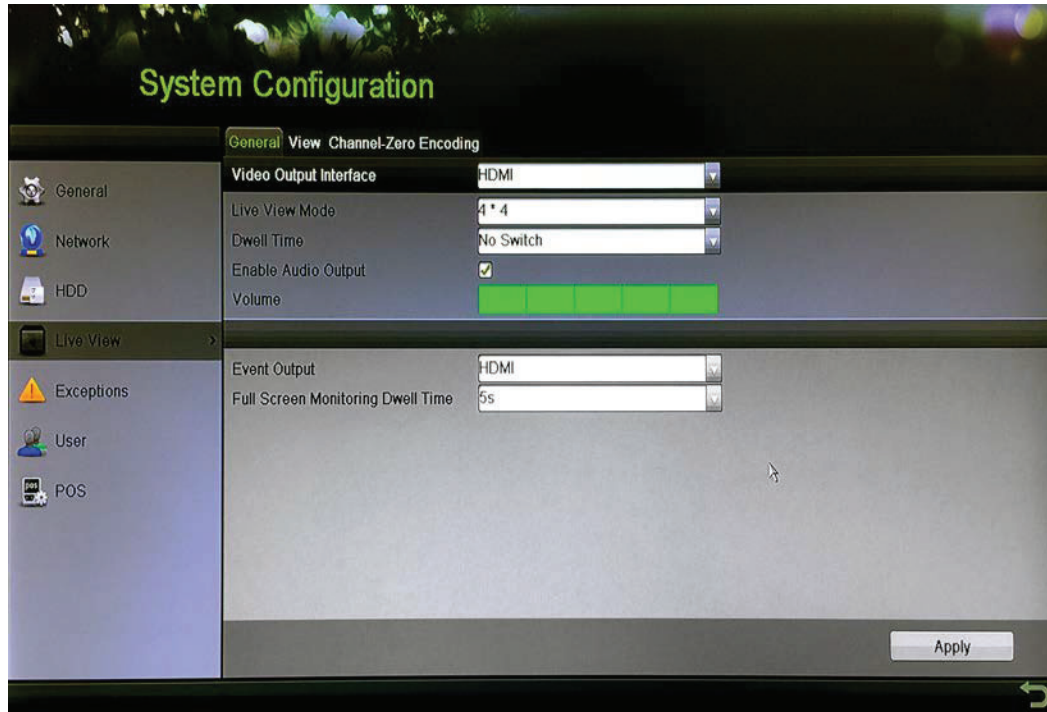 System Configuration
General View Channel-Zero Encoding
Video Output Interface HDMI
Live View Mode 4 * 4
Dwell Time No Switch
Enable Audio Output
Volume
Event Output HDMI
Full Screen Monitoring Dwell Time 5s
General
Network
HDD
Live View >
Exceptions
User
POS
Apply